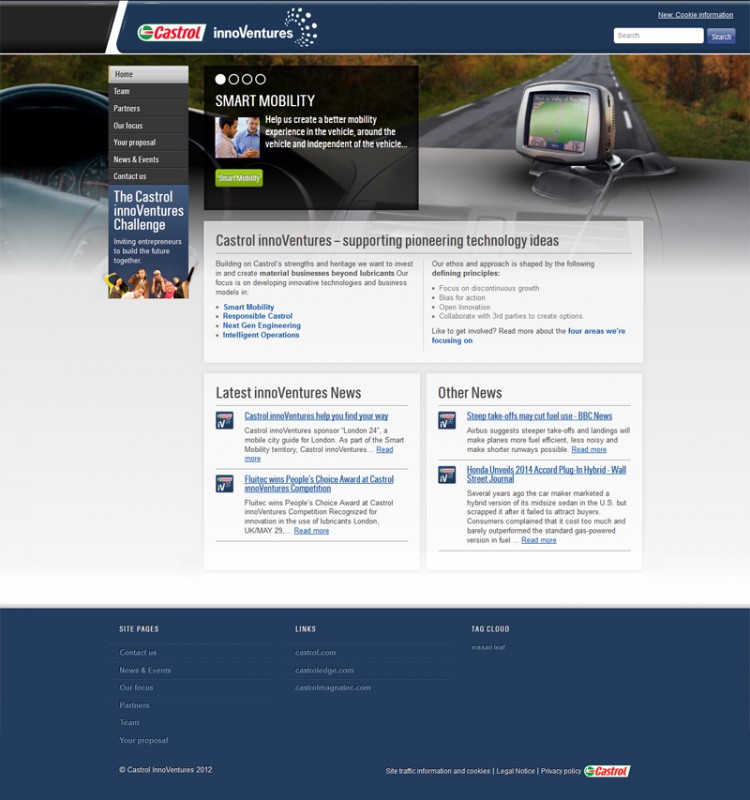 New: Cookie information
Castrol innoVentures
Search
Search
Home
Team
Partners
Our focus
Your proposal
News & Events
Contact us
The Castrol
innoVentures
Challenge
Inviting entrepreneurs
to build the future
together.
SMART MOBILITY
Help us create a better mobility
experience in the vehicle, around the
vehicle and independent of the vehicle...
Smart Mobility
Castrol innoVentures – supporting pioneering technology ideas
Building on Castrol's strengths and heritage we want to invest
in and create material businesses beyond lubricants.Our
focus is on developing innovative technologies and business
models in:
Smart Mobility
Responsible Castrol
Next Gen Engineering
Intelligent Operations
Our ethos and approach is shaped by the following
defining principles:
Focus on discontinuous growth
Bias for action
Open Innovation
Collaborate with 3rd parties to create options.
Like to get involved? Read more about the four areas we're
focusing on
Latest innoVentures News
Castrol innoVentures help you find your way
Castrol innoVentures sponsor "London 24", a
mobile city guide for London. As part of the Smart
Mobility territory, Castrol innoVentures... Read
more
Fluitec wins People's Choice Award at Castrol
innoVentures Competition
Fluitec wins People's Choice Award at Castrol
innoVentures Competition Recognized for
innovation in the use of lubricants London,
UK/MAY 29,... Read more
Other News
Steep take-offs may cut fuel use - BBC News
Airbus suggests steeper take-offs and landings will
make planes more fuel efficient, less noisy and
make shorter runways possible. Read more
Honda Unveils 2014 Accord Plug-In Hybrid - Wall
Street Journal
Several years ago the car maker marketed a
hybrid version of its midsize sedan in the U.S. but
scrapped it after it failed to attract buyers.
Consumers complained that it cost too much and
barely outperformed the standard gas-powered
version in fuel ... Read more
SITE PAGES
Contact us
News & Events
Our focus
Partners
Team
Your proposal
LINKS
castrol.com
castroledge.com
castrolmagnatec.com
TAG CLOUD
nissan leaf
© Castrol InnoVentures 2012
Site traffic information and cookies | Legal Notice | Privacy policy Castrol